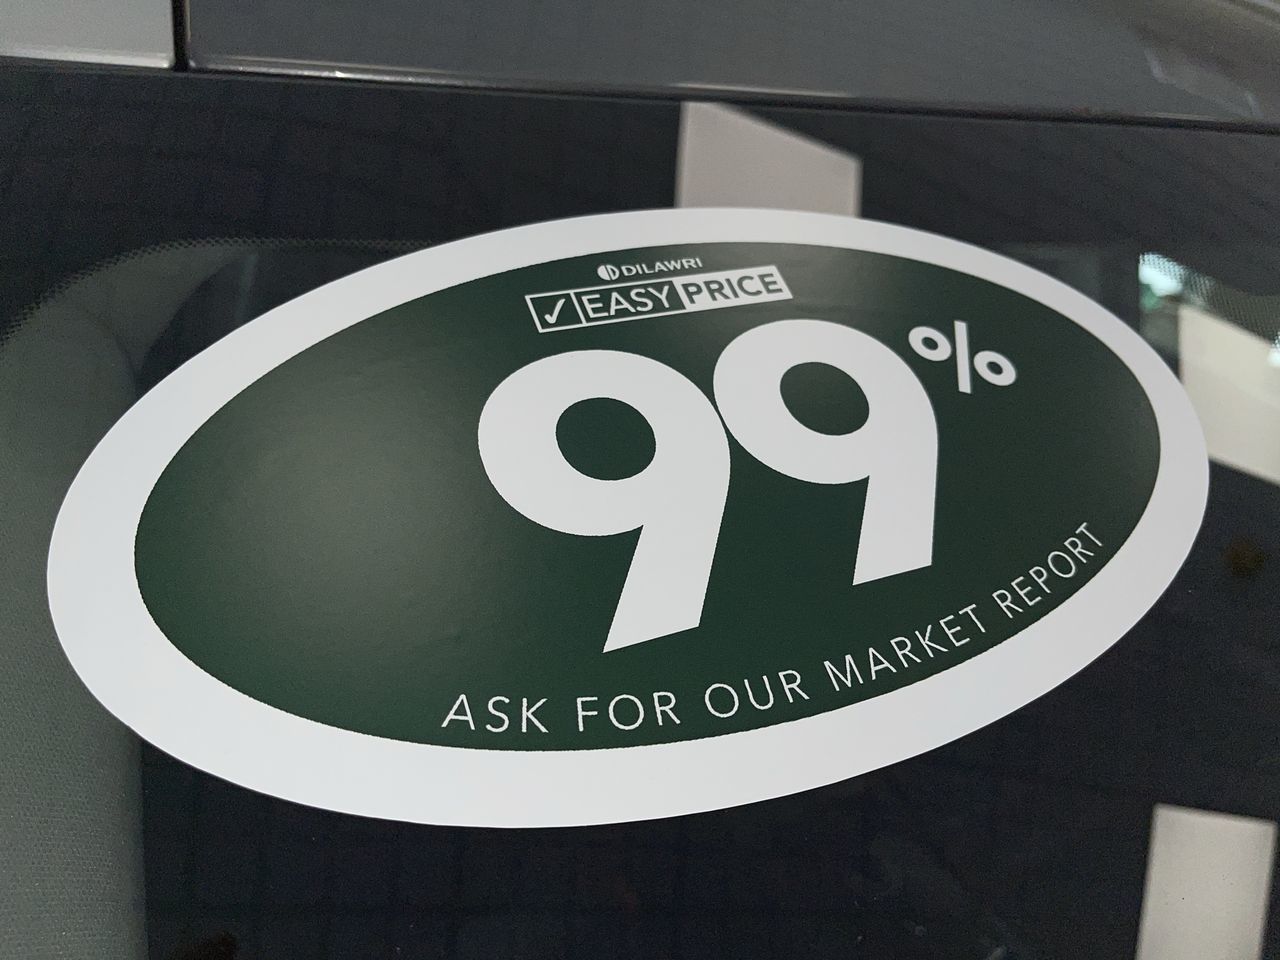 DILAWRI
✓ EASY PRICE
99%
ASK FOR OUR MARKET REPORT